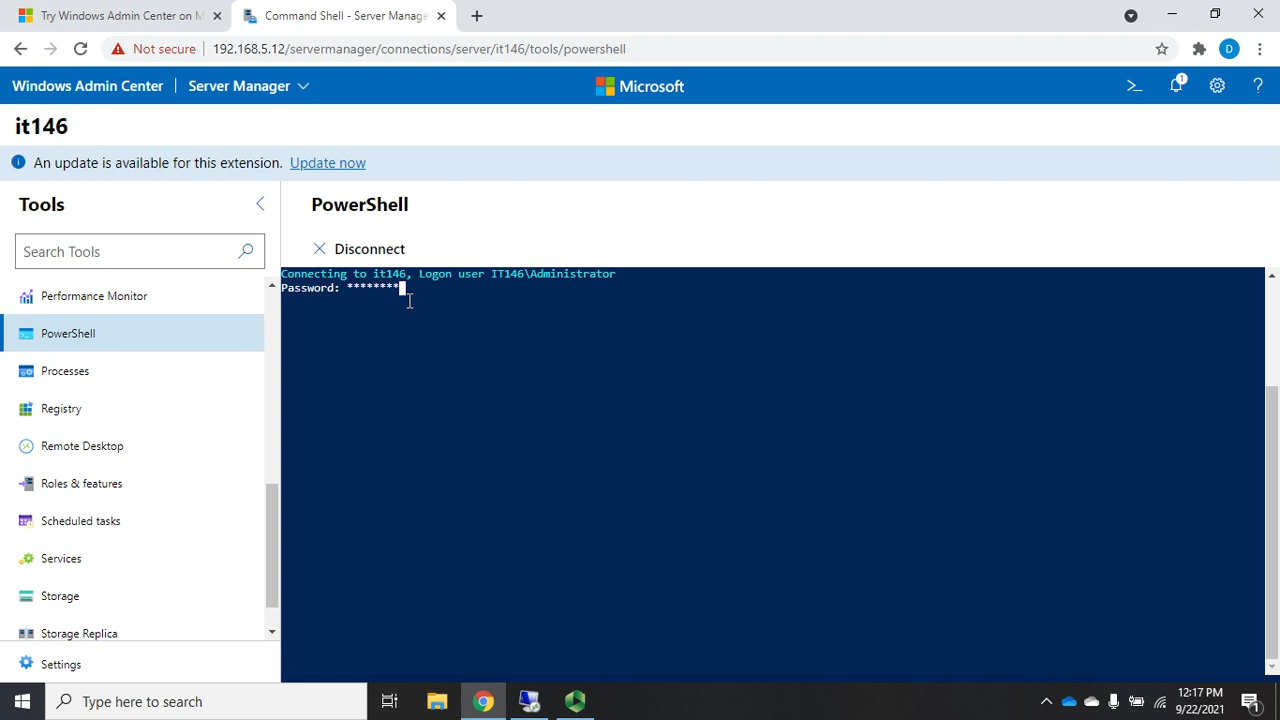 Try Windows Admin Center on M
Command Shell - Server Manage
Not secure
192.168.5.12/servermanager/connections/server/it146/tools/powershell
D
Windows Admin Center
Server Manager
Microsoft
1
?
it146
An update is available for this extension. Update now
Tools
PowerShell
Search Tools
Disconnect
Connecting to it146, Logon user IT146\Administrator
Password: ********
Performance Monitor
PowerShell
Processes
Registry
Remote Desktop
Roles & features
Scheduled tasks
Services
Storage
Storage Replica
Settings
Type here to search
12:17 PM
9/22/2021
1